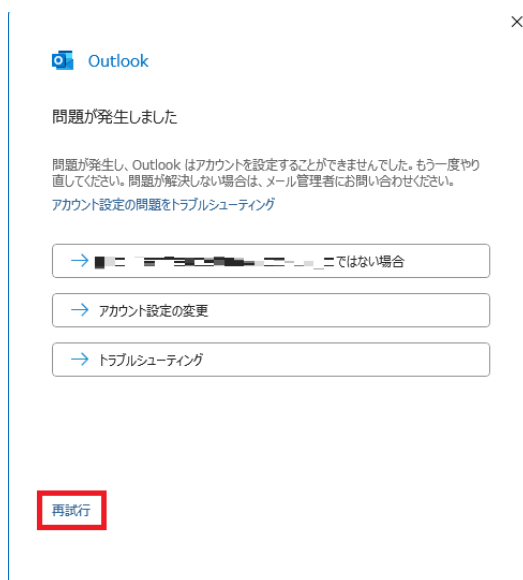 Outlook
問題が発生しました
問題が発生し、Outlook はアカウントを設定することができませんでした。もう一度やり
直してください。問題が解決しない場合は、メール管理者にお問い合わせください。
アカウント設定の問題をトラブルシューティング
ではない場合
アカウント設定の変更
トラブルシューティング
再試行